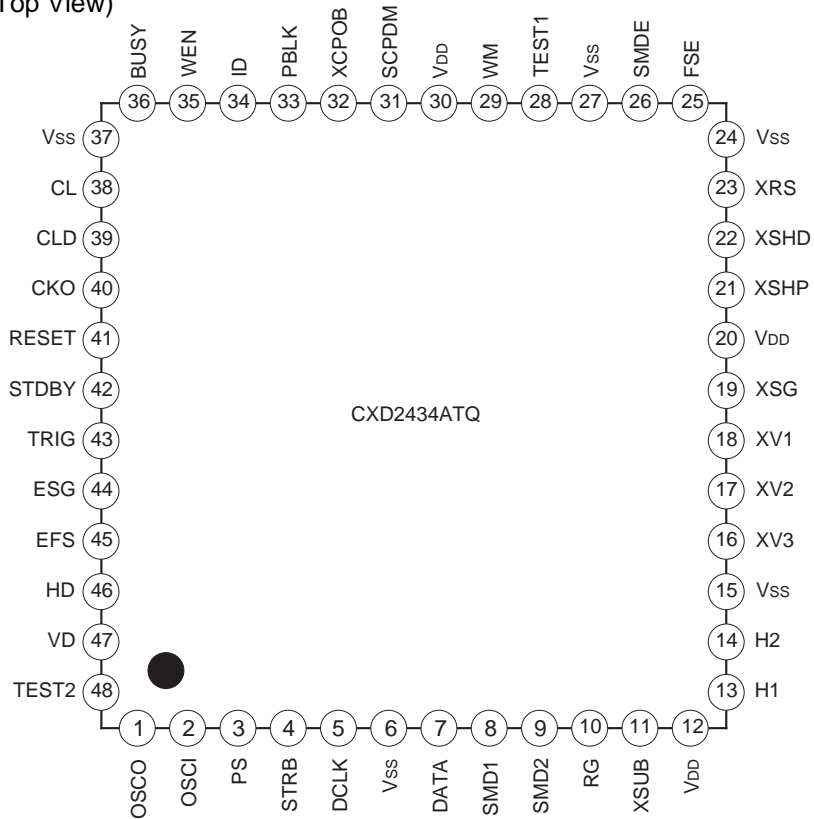 Top View)
BUSY WEN ID PBLK XCPOB SCPDM VDD WM TEST1 VSS SMDE FSE
36 35 34 33 32 31 30 29 28 27 26 25
VSS 37 24 VSS
CL 38 23 XRS
CLD 39 22 XSHD
CKO 40 21 XSHP
RESET 41 20 VDD
STDBY 42 19 XSG
CXD2434ATQ
TRIG 43 18 XV1
ESG 44 17 XV2
EFS 45 16 XV3
HD 46 15 VSS
VD 47 14 H2
TEST2 48 13 H1
1 2 3 4 5 6 7 8 9 10 11 12
OSCO OSCI PS STRB DCLK VSS DATA SMD1 SMD2 RG XSUB VDD